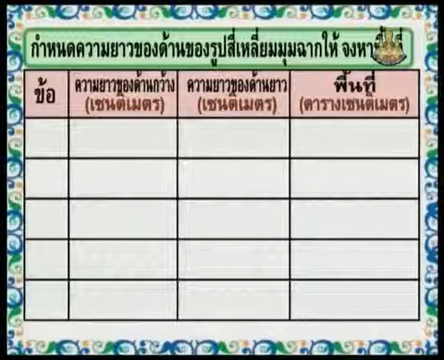 กำหนดความยาวของด้านของรูปสี่เหลี่ยมมุมฉากให้ จงหาพื้นที่
ข้อ
ความยาวของด้านกว้าง
(เซนติเมตร)
ความยาวของด้านยาว
(เซนติเมตร)
พื้นที่
(ตารางเซนติเมตร)